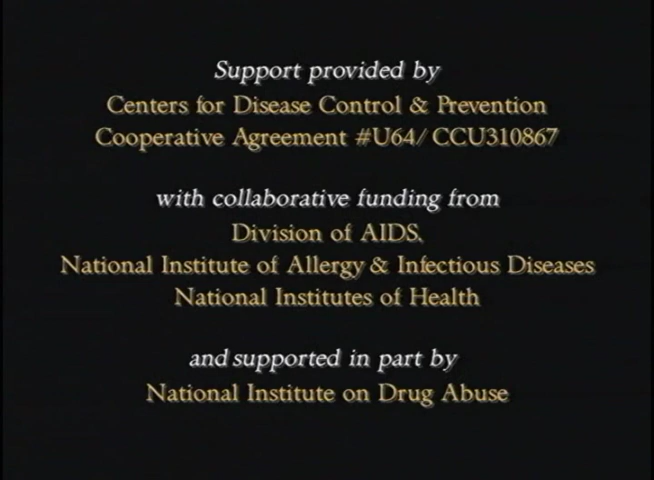 Support provided by
Centers for Disease Control & Prevention
Cooperative Agreement #U64/CCU310867
with collaborative funding from
Division of AIDS,
National Institute of Allergy & Infectious Diseases
National Institutes of Health
and supported in part by
National Institute on Drug Abuse